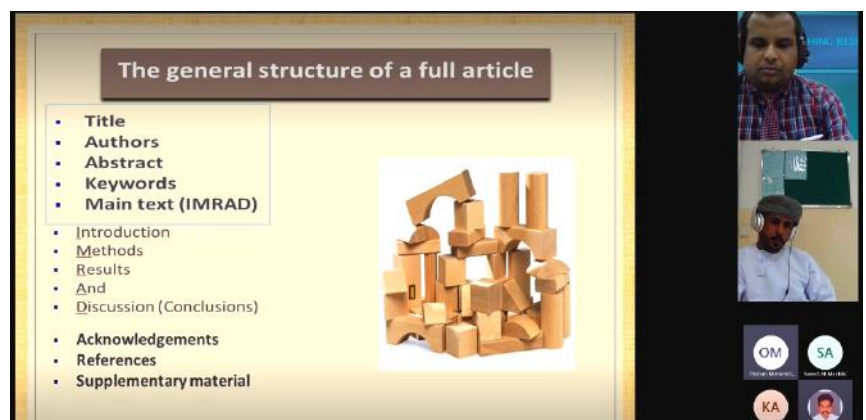 The general structure of a full article
Title
Authors
Abstract
Keywords
Main text (IMRAD)
Introduction
Methods
Results
And
Discussion (Conclusions)
Acknowledgements
References
Supplementary material
OM
SA
KA